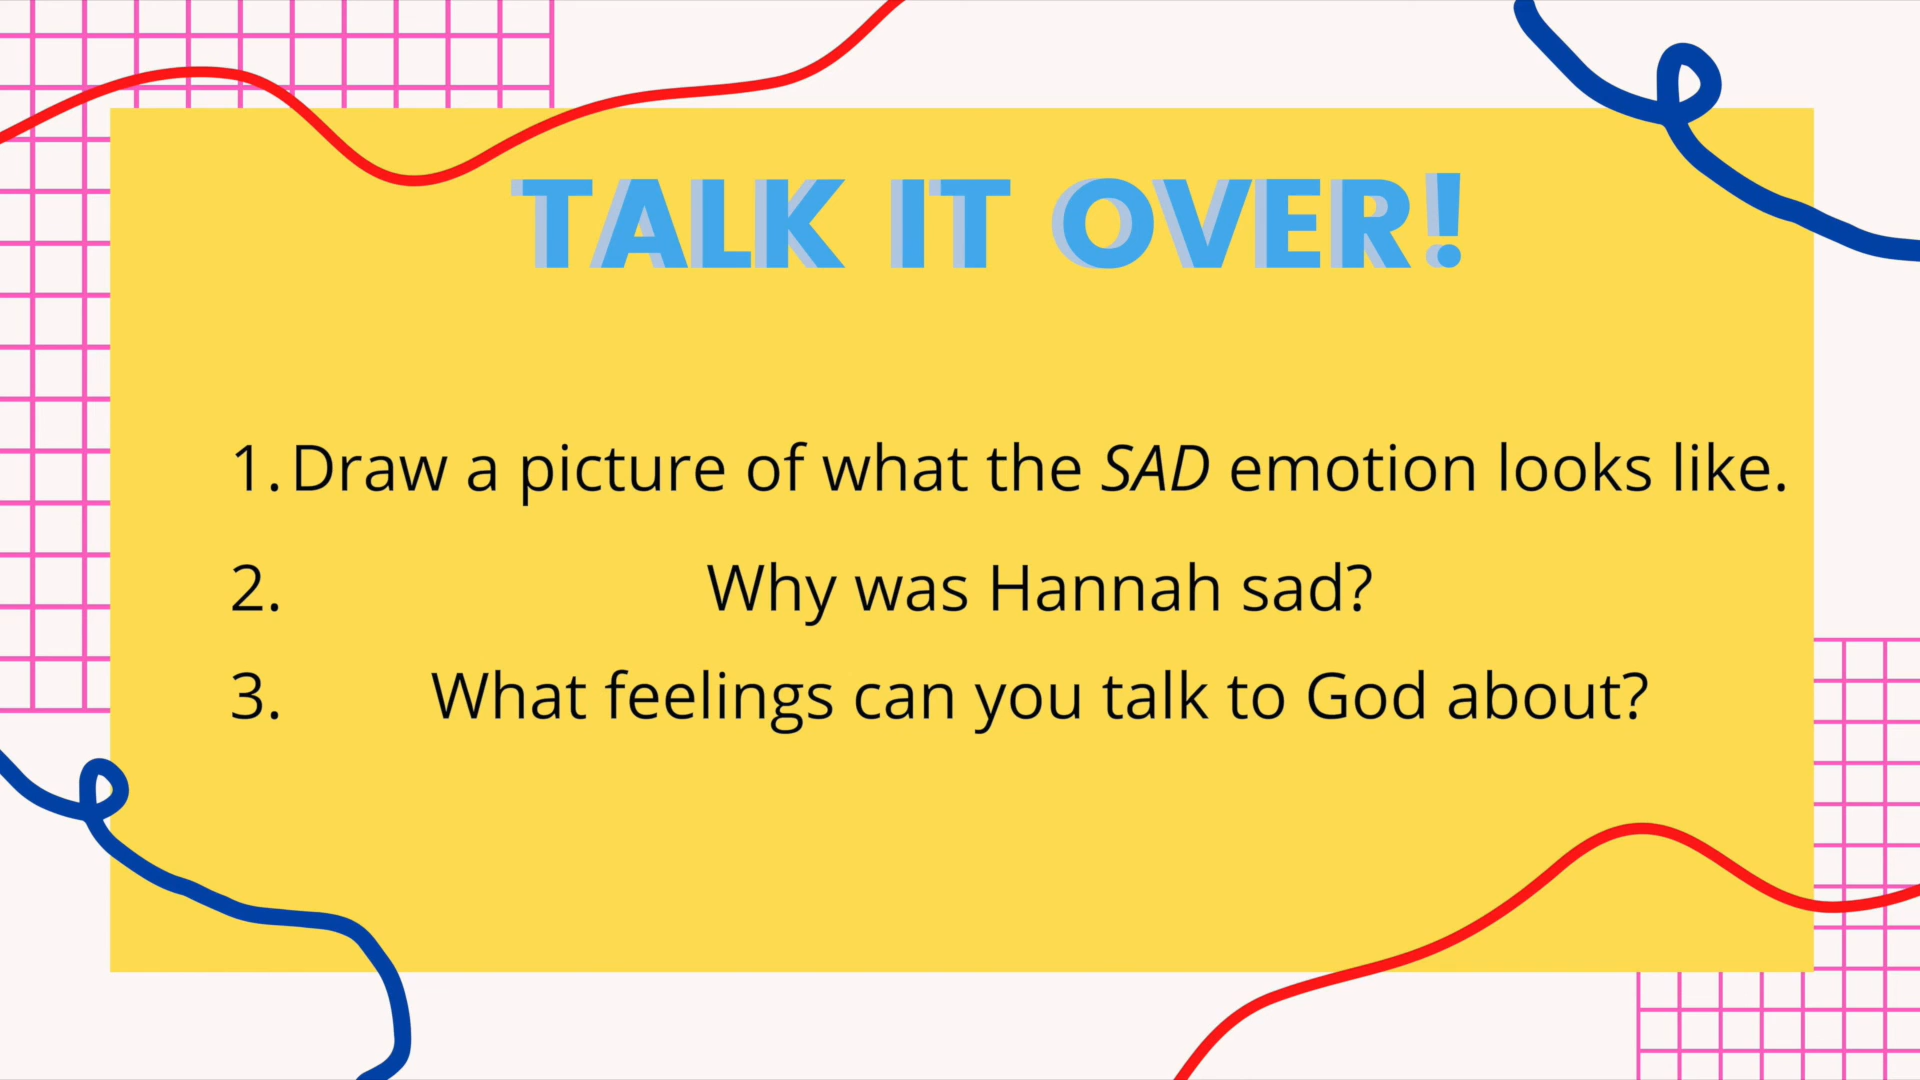 TALK IT OVER!
1. Draw a picture of what the SAD emotion looks like.
2. Why was Hannah sad?
3. What feelings can you talk to God about?